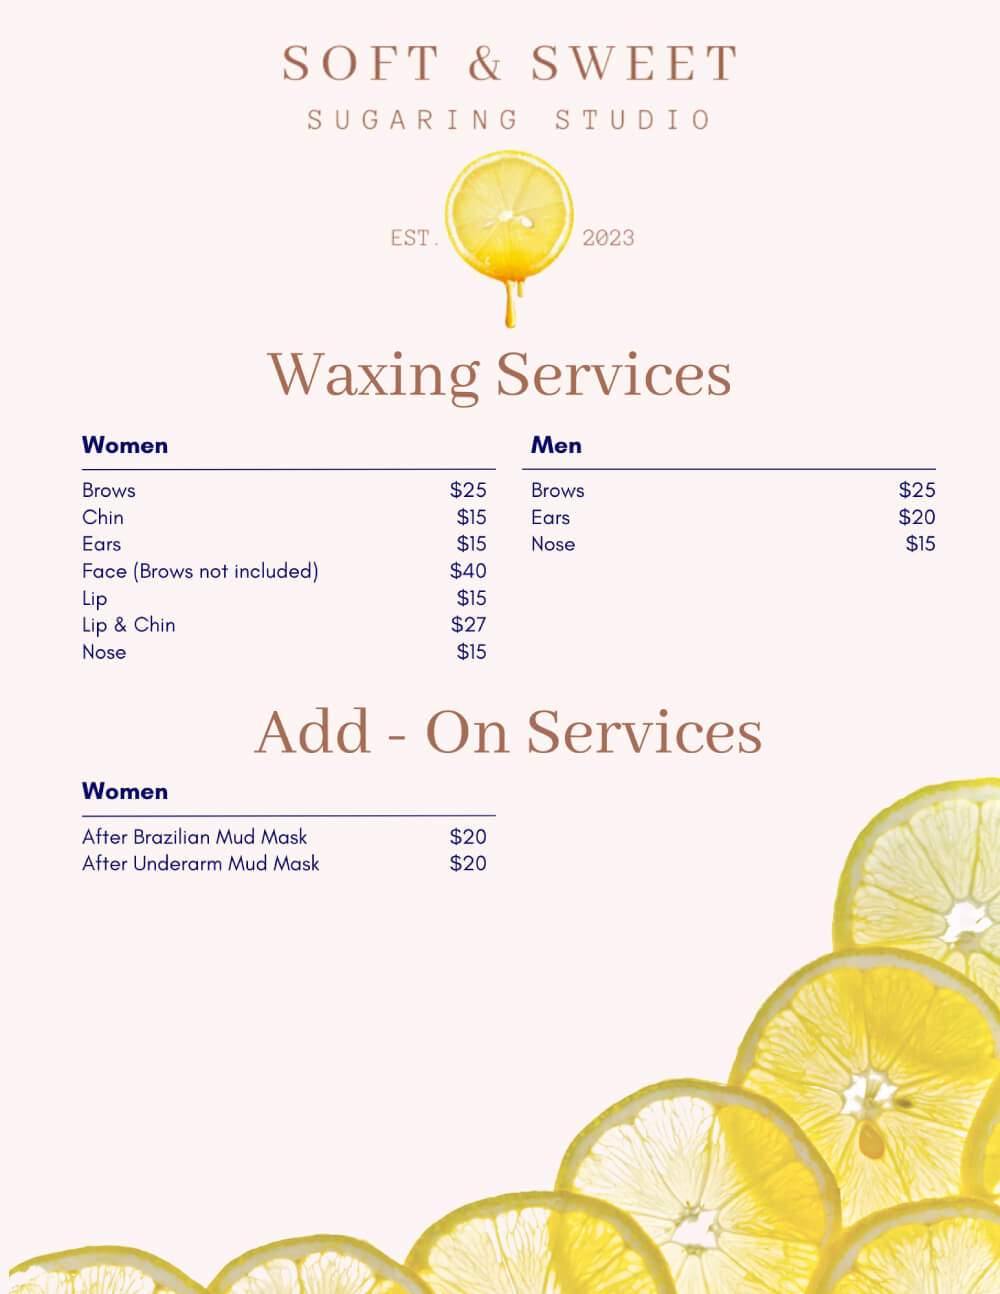 SOFT & SWEET
SUGARING STUDIO
EST. 2023
Waxing Services
Women
Brows $25
Chin $15
Ears $15
Face (Brows not included) $40
Lip $15
Lip & Chin $27
Nose $15
Men
Brows $25
Ears $20
Nose $15
Add - On Services
Women
After Brazilian Mud Mask $20
After Underarm Mud Mask $20